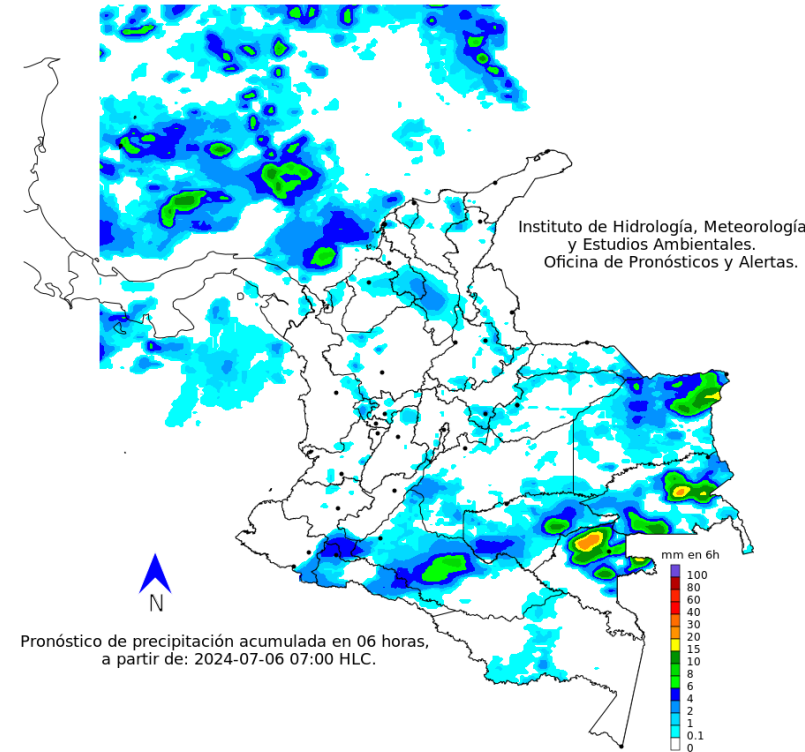 Instituto de Hidrología, Meteorología
y Estudios Ambientales.
Oficina de Pronósticos y Alertas.
mm en 6h
100
80
60
40
30
20
15
10
8
6
4
2
1
0.1
0
N
Pronóstico de precipitación acumulada en 06 horas,
a partir de: 2024-07-06 07:00 HLC.